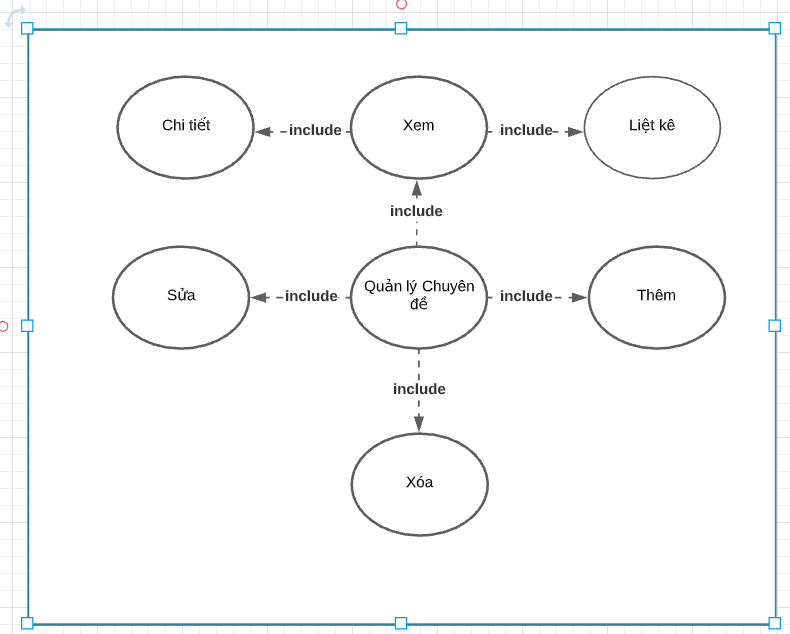 Chi tiết
include
Xem
include
Liệt kê
include
Sửa
include
Quản lý Chuyên
đề
include
Thêm
include
Xóa